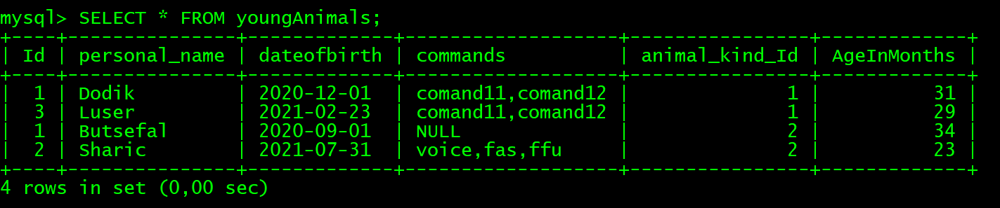 mysql> SELECT * FROM youngAnimals;
+----+---------------+-------------+-------------------+----------------+-------------+
| Id | personal_name | dateofbirth | commands          | animal_kind_Id | AgeInMonths |
+----+---------------+-------------+-------------------+----------------+-------------+
|  1 | Dodik         | 2020-12-01  | comand11,comand12 |              1 |          31 |
|  3 | Luser         | 2021-02-23  | comand11,comand12 |              1 |          29 |
|  1 | Butsefal      | 2020-09-01  | NULL              |              2 |          34 |
|  2 | Sharic        | 2021-07-31  | voice,fas,ffu     |              2 |          23 |
+----+---------------+-------------+-------------------+----------------+-------------+
4 rows in set (0,00 sec)